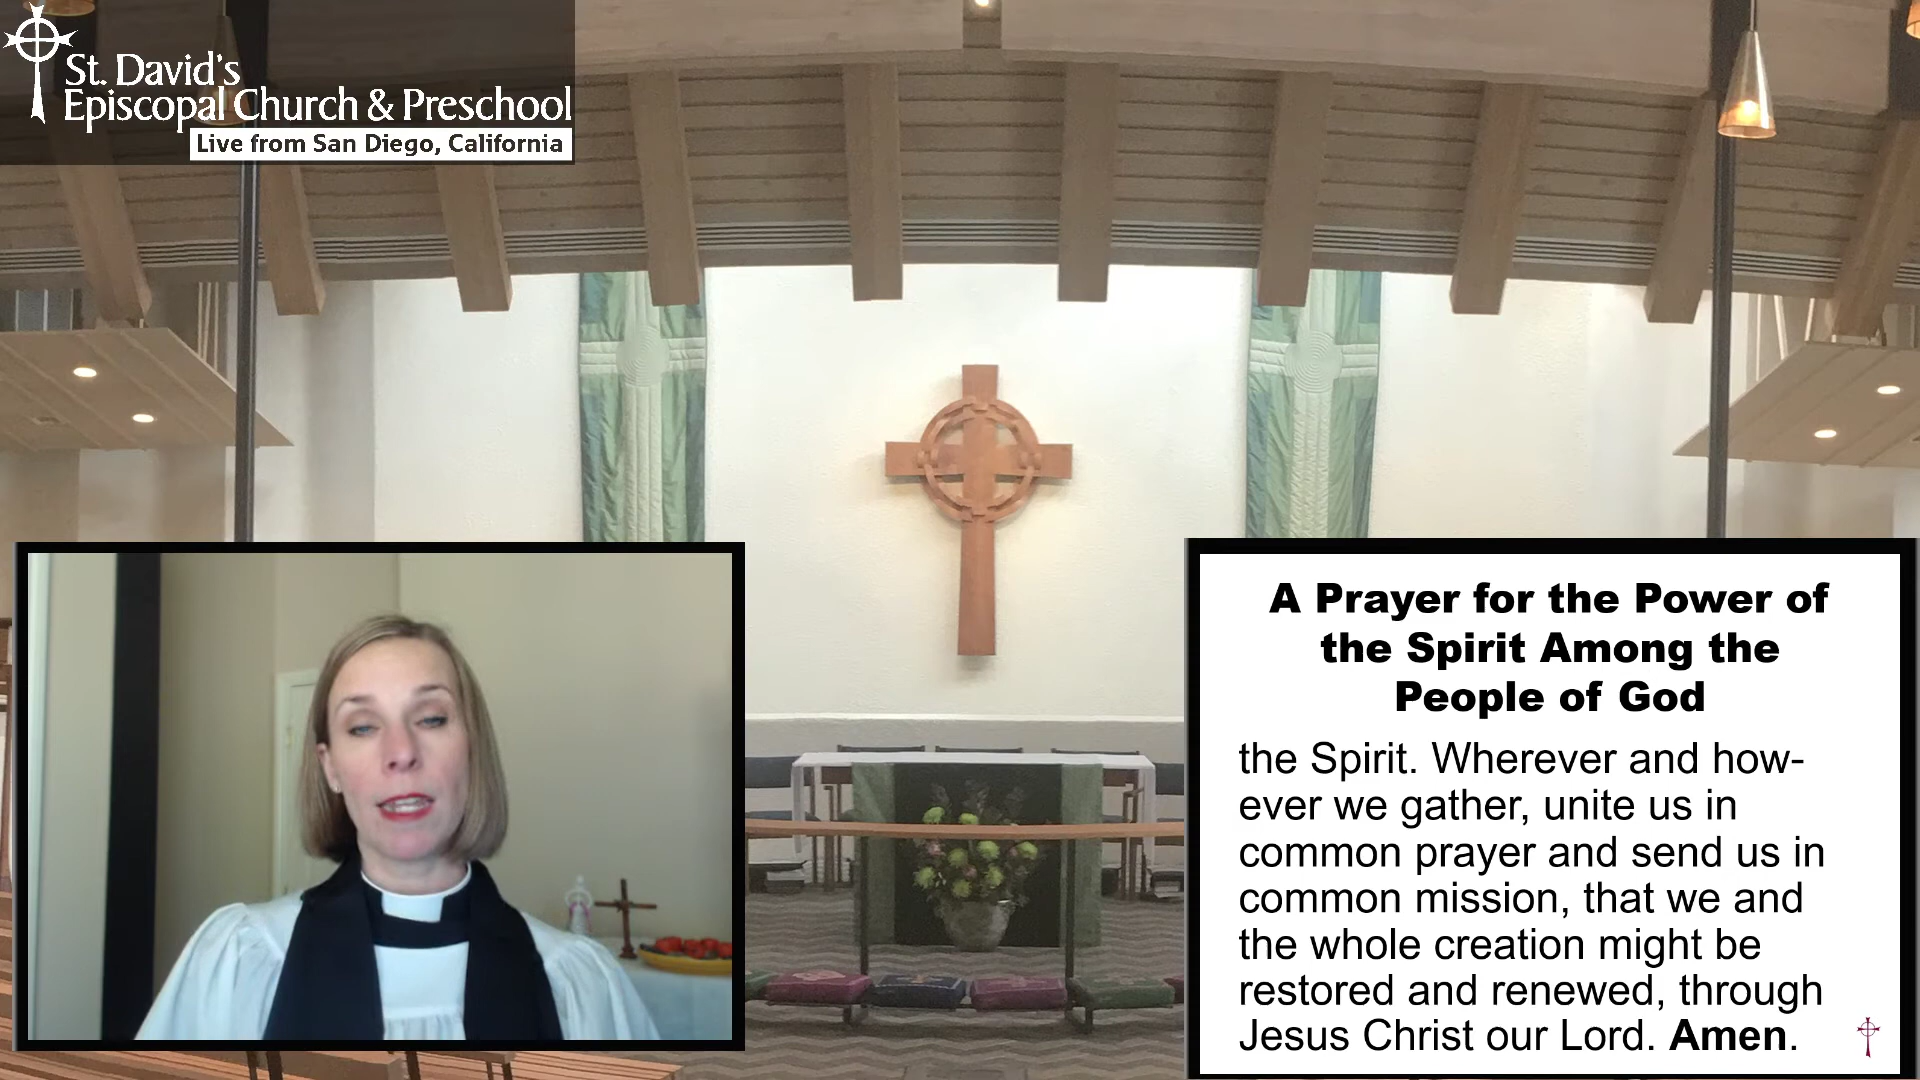 St. David's
Episcopal Church & Preschool
Live from San Diego, California
A Prayer for the Power of
the Spirit Among the
People of God
the Spirit. Wherever and how-
ever we gather, unite us in
common prayer and send us in
common mission, that we and
the whole creation might be
restored and renewed, through
Jesus Christ our Lord. Amen.